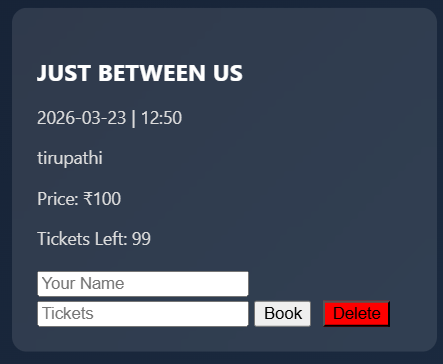 JUST BETWEEN US
2026-03-23 | 12:50
tirupathi
Price: ₹100
Tickets Left: 99
Your Name
Tickets Book Delete